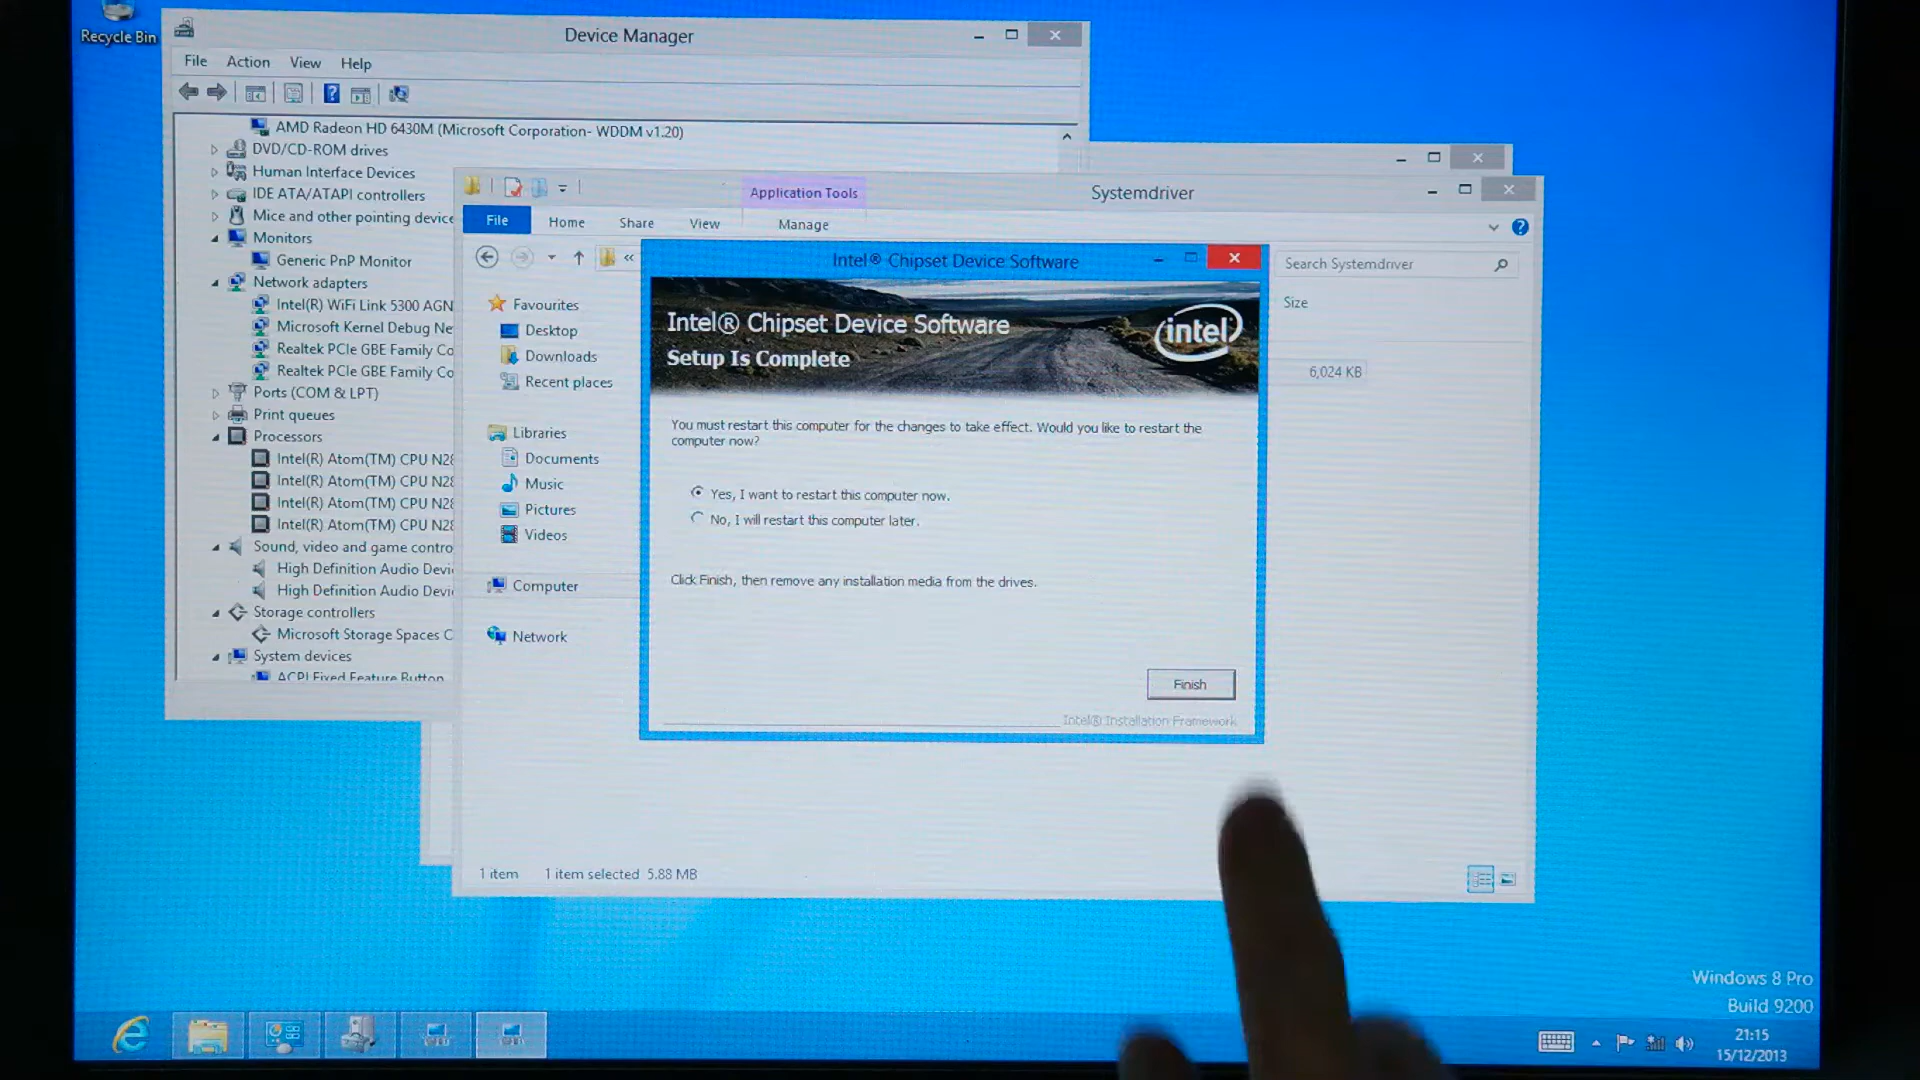 Recycle Bin
Device Manager
File Action View Help
AMD Radeon HD 6430M (Microsoft Corporation- WDDM v1.20)
DVD/CD-ROM drives
Human Interface Devices
IDE ATA/ATAPI controllers
Mice and other pointing device
Monitors
Generic PnP Monitor
Network adapters
Intel(R) WiFi Link 5300 AGN
Microsoft Kernel Debug Ne
Realtek PCIe GBE Family Co
Realtek PCIe GBE Family Co
Ports (COM & LPT)
Print queues
Processors
Intel(R) Atom(TM) CPU N28
Intel(R) Atom(TM) CPU N28
Intel(R) Atom(TM) CPU N28
Intel(R) Atom(TM) CPU N28
Sound, video and game contro
High Definition Audio Devi
High Definition Audio Devi
Storage controllers
Microsoft Storage Spaces C
System devices
ACPI Fixed Feature Button
Application Tools
Systemdriver
File Home Share View Manage
Search Systemdriver
Size
6,024 KB
Favourites
Desktop
Downloads
Recent places
Libraries
Documents
Music
Pictures
Videos
Computer
Network
1 item 1 item selected 5.88 MB
Intel® Chipset Device Software
Intel® Chipset Device Software
Setup Is Complete
intel
You must restart this computer for the changes to take effect. Would you like to restart the
computer now?
Yes, I want to restart this computer now.
No, I will restart this computer later.
Click Finish, then remove any installation media from the drives.
Finish
Intel® Installation Framework
Windows 8 Pro
Build 9200
21:15
15/12/2013